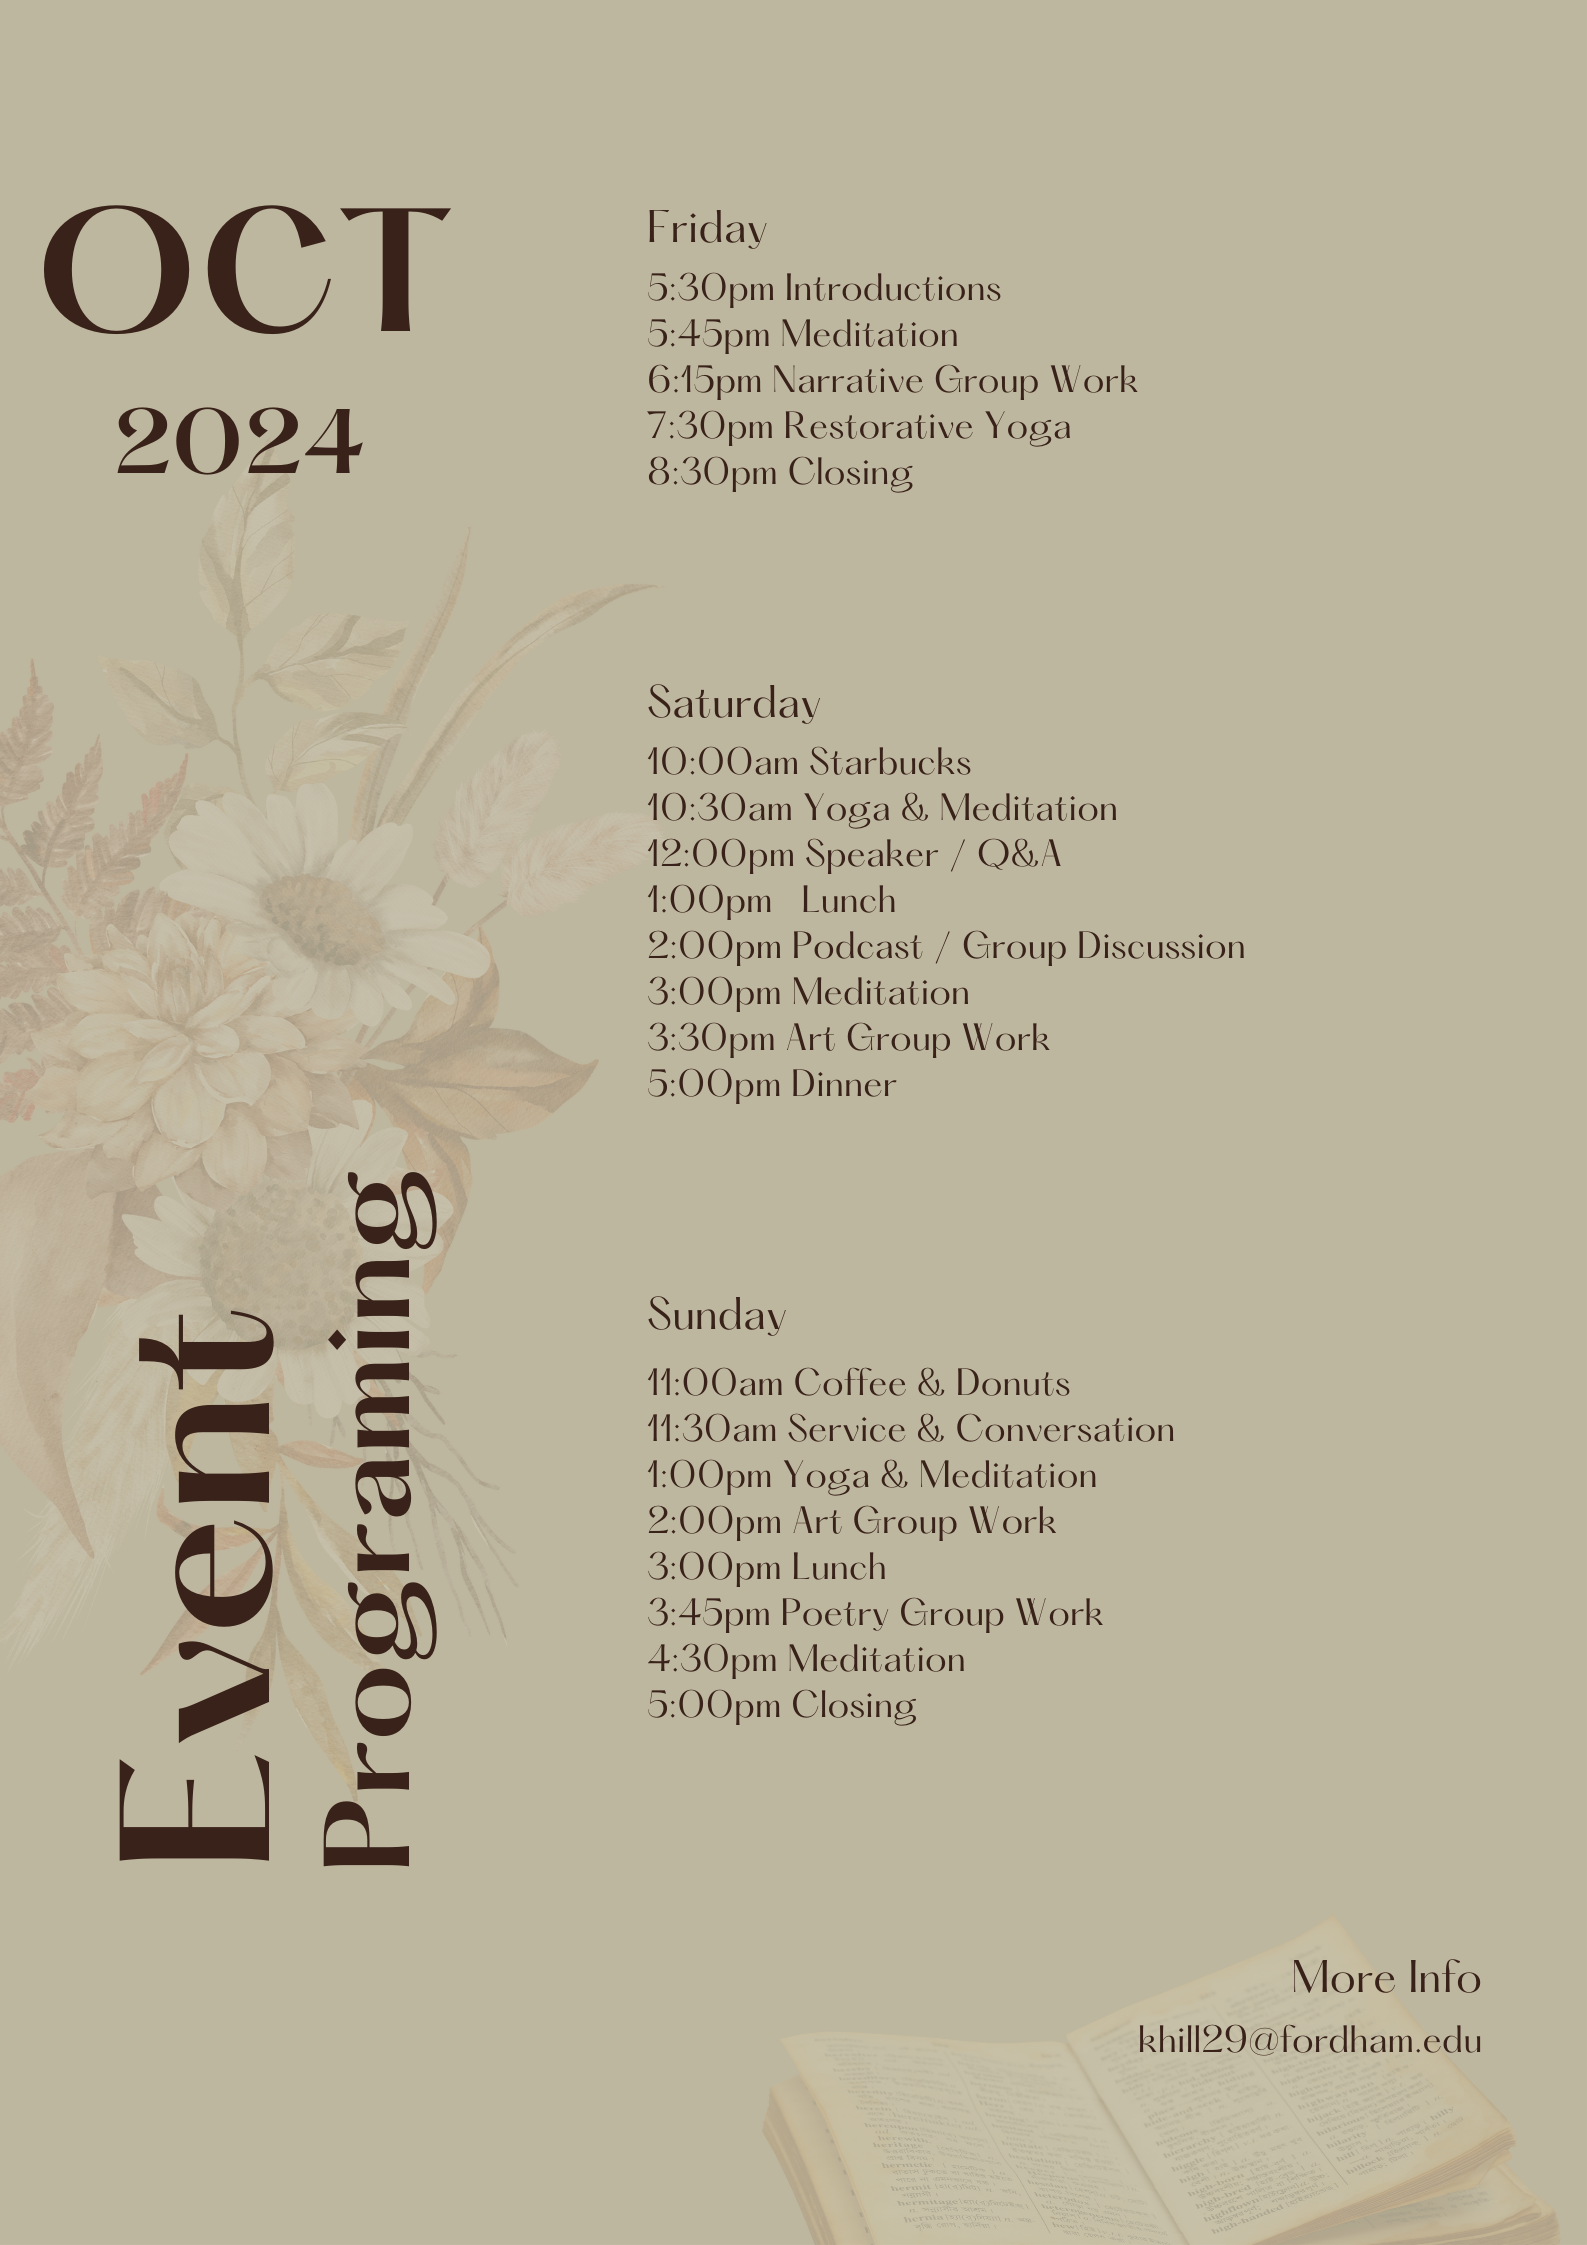 OCT
2024
Friday
5:30pm Introductions
5:45pm Meditation
6:15pm Narrative Group Work
7:30pm Restorative Yoga
8:30pm Closing
Saturday
10:00am Starbucks
10:30am Yoga & Meditation
12:00pm Speaker / Q&A
1:00pm Lunch
2:00pm Podcast / Group Discussion
3:00pm Meditation
3:30pm Art Group Work
5:00pm Dinner
Event
Programing
Sunday
11:00am Coffee & Donuts
11:30am Service & Conversation
1:00pm Yoga & Meditation
2:00pm Art Group Work
3:00pm Lunch
3:45pm Poetry Group Work
4:30pm Meditation
5:00pm Closing
More Info
khill29@fordham.edu